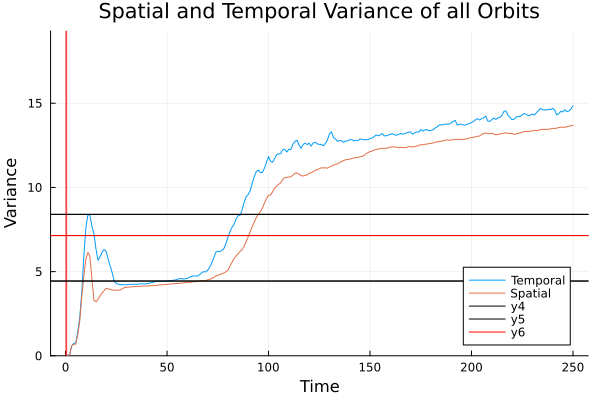 Spatial and Temporal Variance of all Orbits
Variance
15
10
5
0
0 50 100 150 200 250
Time
Temporal
Spatial
y4
y5
y6